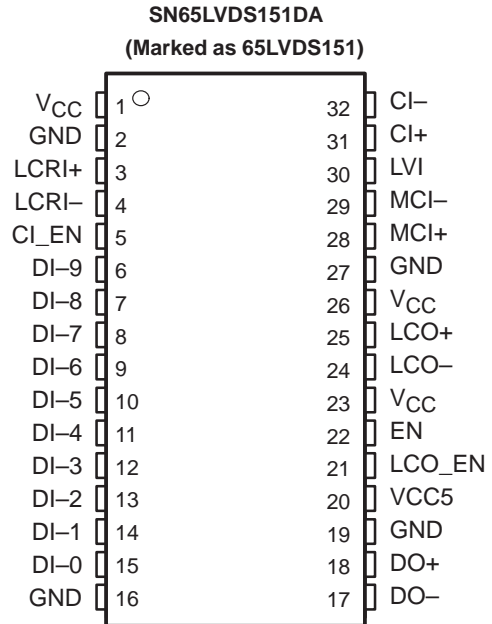 SN65LVDS151DA
(Marked as 65LVDS151)
VCC 1 32 CI–
GND 2 31 CI+
LCRI+ 3 30 LVI
LCRI– 4 29 MCI–
CI_EN 5 28 MCI+
DI–9 6 27 GND
DI–8 7 26 VCC
DI–7 8 25 LCO+
DI–6 9 24 LCO–
DI–5 10 23 VCC
DI–4 11 22 EN
DI–3 12 21 LCO_EN
DI–2 13 20 VCC5
DI–1 14 19 GND
DI–0 15 18 DO+
GND 16 17 DO–